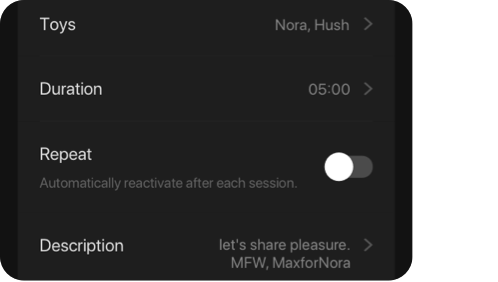 Toys Nora, Hush
Duration 05:00
Repeat
Automatically reactivate after each session.
Description let's share pleasure.
MFW, MaxforNora